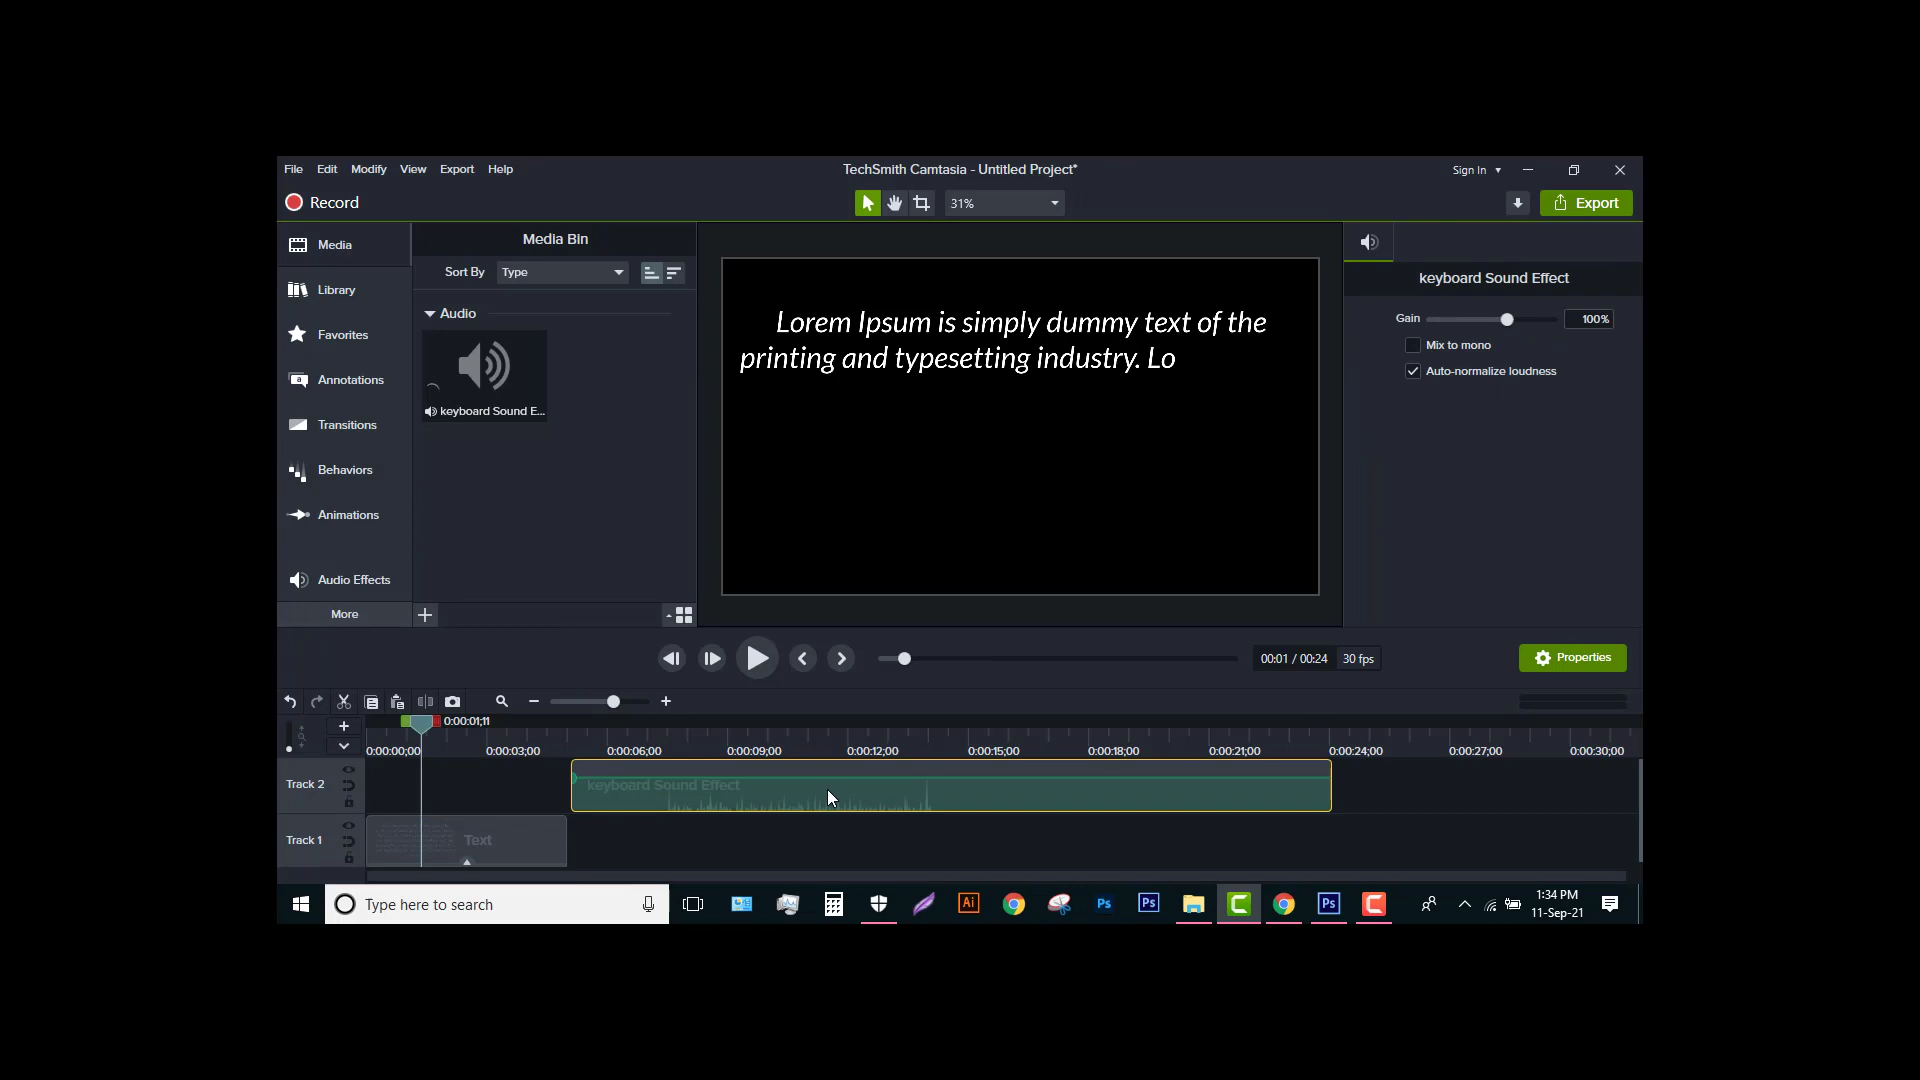 File Edit Modify View Export Help
TechSmith Camtasia - Untitled Project*
Sign In
Record
31%
Export
Media
Media Bin
Sort By Type
Library
Audio
Favorites
Annotations
keyboard Sound E...
Transitions
Behaviors
Animations
Audio Effects
More
Lorem Ipsum is simply dummy text of the
printing and typesetting industry. Lo
keyboard Sound Effect
Gain 100%
Mix to mono
Auto-normalize loudness
00:01 / 00:24 30 fps
Properties
0:00:01;11
0:00:00;00 0:00:03;00 0:00:06;00 0:00:09;00 0:00:12;00 0:00:15;00 0:00:18;00 0:00:21;00 0:00:24;00 0:00:27;00 0:00:30;00
Track 2
keyboard Sound Effect
Track 1
Text
Type here to search
Ai
Ps
Ps
Ps
1:34 PM
11-Sep-21